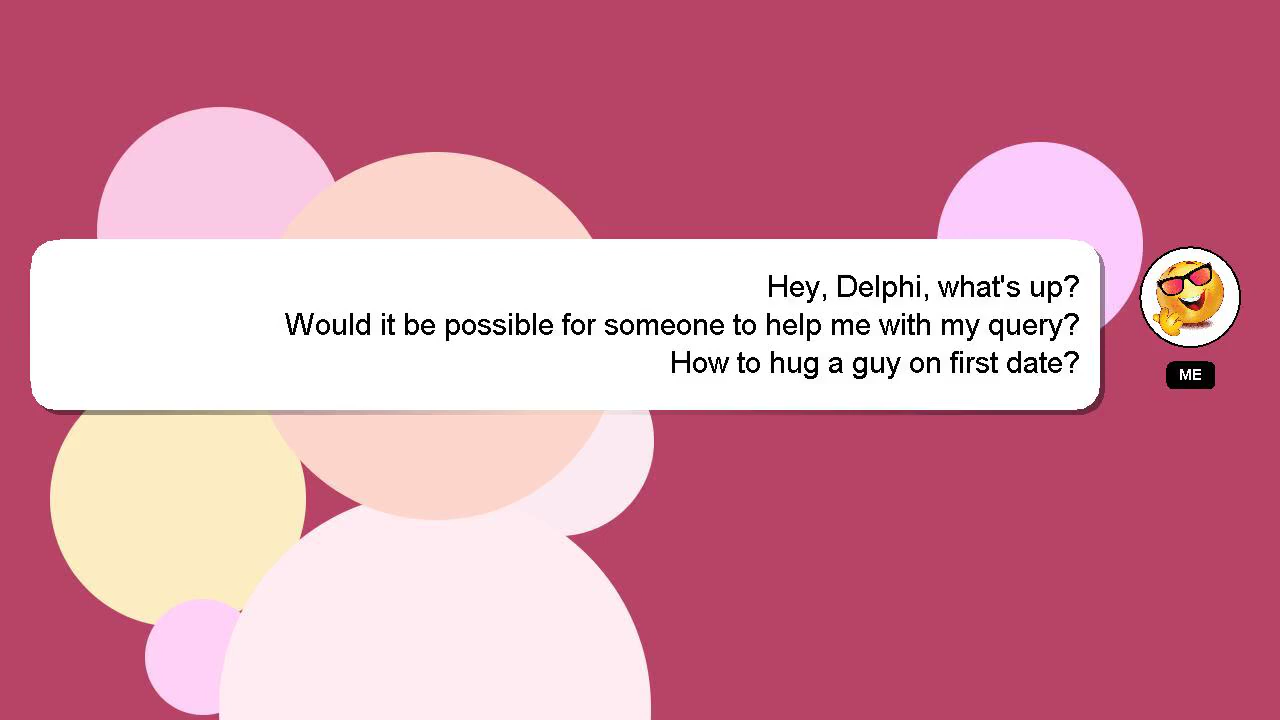 Hey, Delphi, what's up?
Would it be possible for someone to help me with my query?
How to hug a guy on first date?
ME